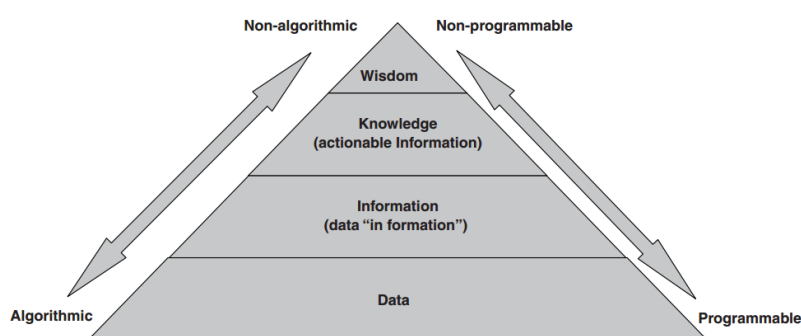 Non-algorithmic
Non-programmable
Wisdom
Knowledge
(actionable Information)
Information
(data “in formation”)
Data
Algorithmic
Programmable